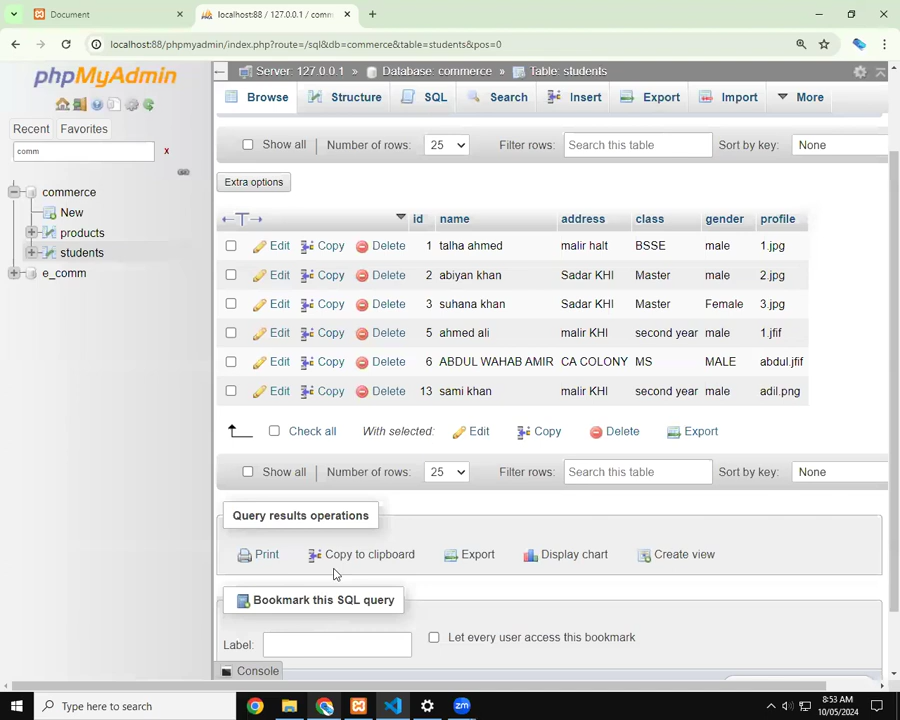 Document
localhost:88 / 127.0.0.1 / comm
localhost:88/phpmyadmin/index.php?route=/sql&db=commerce&table=students&pos=0
phpMyAdmin
Recent Favorites
comm x
commerce
New
products
students
e_comm
Server: 127.0.0.1 » Database: commerce » Table: students
Browse Structure SQL Search Insert Export Import More
Show all Number of rows: 25 Filter rows: Search this table Sort by key: None
Extra options
←T→ id name address class gender profile
Edit Copy Delete 1 talha ahmed malir halt BSSE male 1.jpg
Edit Copy Delete 2 abiyan khan Sadar KHI Master male 2.jpg
Edit Copy Delete 3 suhana khan Sadar KHI Master Female 3.jpg
Edit Copy Delete 5 ahmed ali malir KHI second year male 1.jfif
Edit Copy Delete 6 ABDUL WAHAB AMIR CA COLONY MS MALE abdul.jfif
Edit Copy Delete 13 sami khan malir KHI second year male adil.png
Check all With selected: Edit Copy Delete Export
Show all Number of rows: 25 Filter rows: Search this table Sort by key: None
Query results operations
Print Copy to clipboard Export Display chart Create view
Bookmark this SQL query
Label: Let every user access this bookmark
Console
Type here to search
8:53 AM
10/05/2024